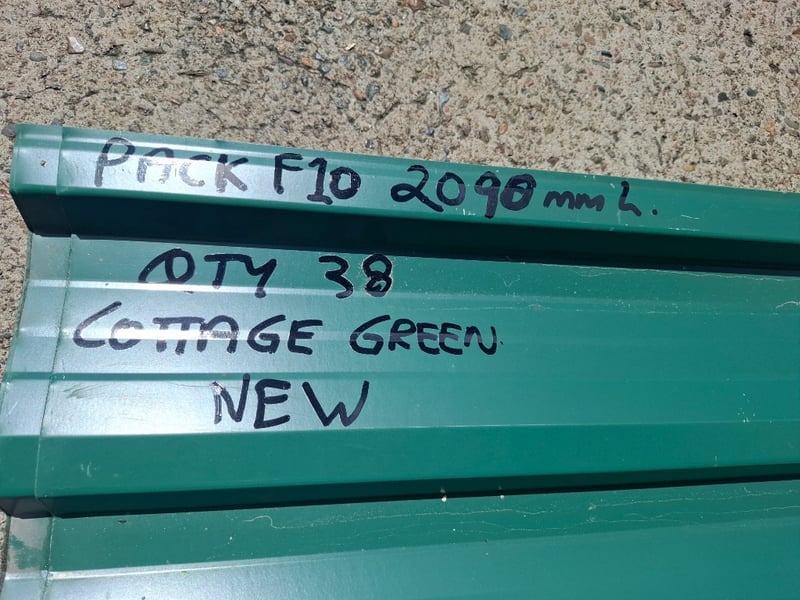 PACK F10 2090 mm L.
QTY 38
COTTAGE GREEN.
NEW